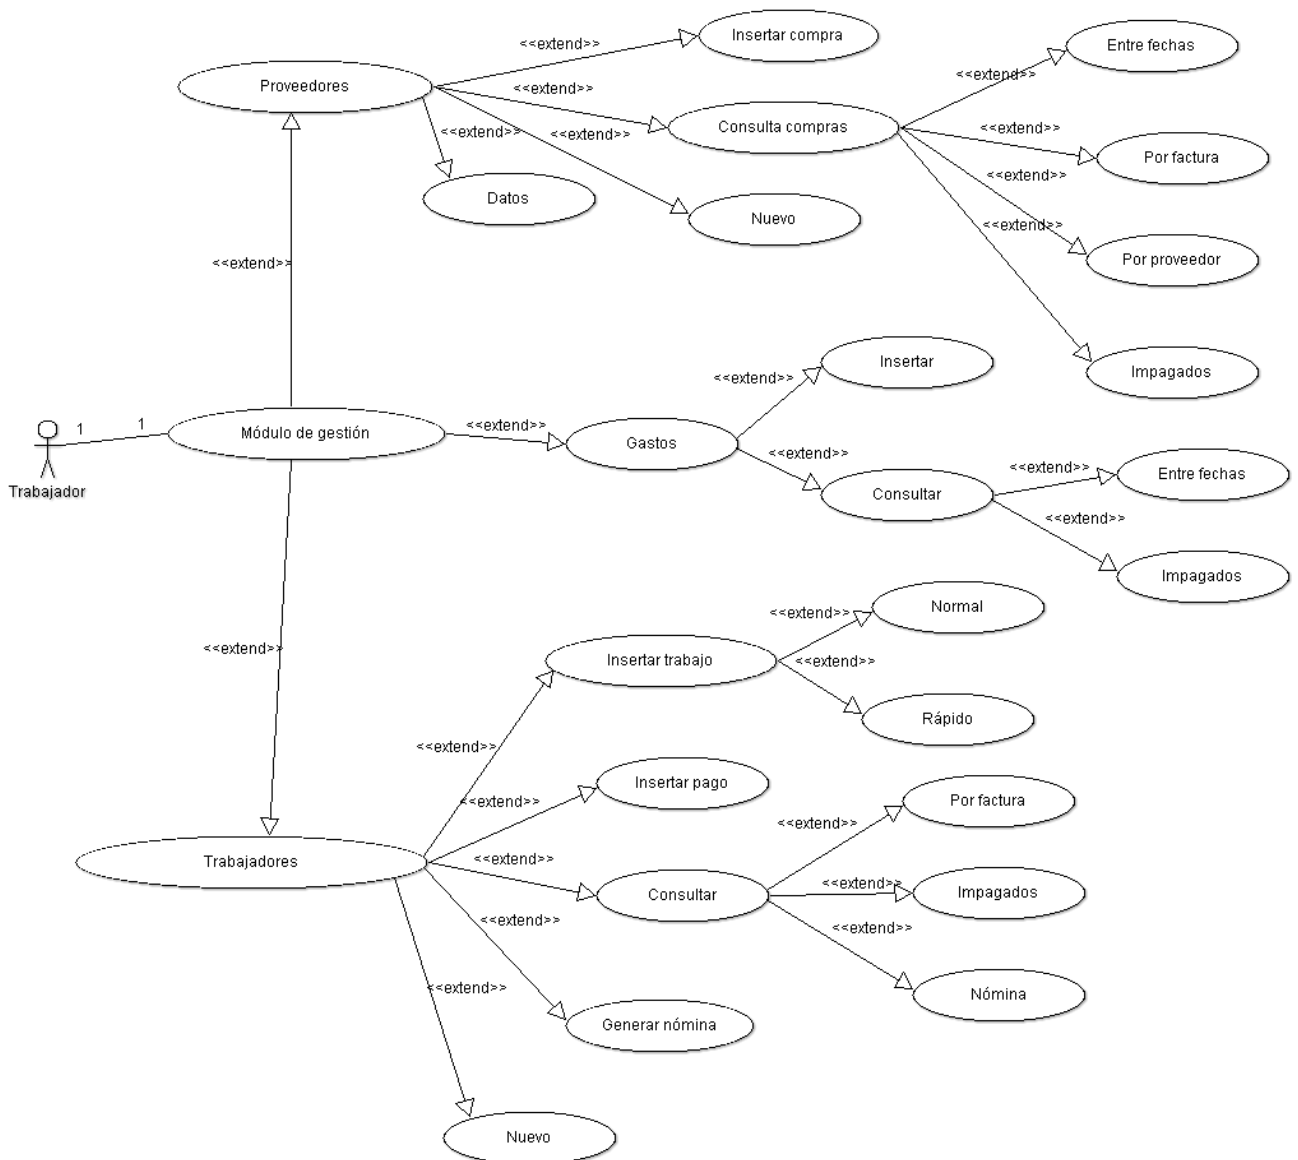 Insertar compra
<<extend>>
Entre fechas
<<extend>>
Proveedores
<<extend>>
Consulta compras
<<extend>>
<<extend>>
<<extend>>
Por factura
<<extend>>
Datos
Nuevo
<<extend>>
Por proveedor
<<extend>>
Insertar
Impagados
<<extend>>
1
1
Módulo de gestión
<<extend>>
Gastos
<<extend>>
<<extend>>
Entre fechas
Trabajador
Consultar
<<extend>>
Impagados
Normal
<<extend>>
<<extend>>
Insertar trabajo
<<extend>>
Rápido
<<extend>>
Insertar pago
<<extend>>
Por factura
<<extend>>
Trabajadores
<<extend>>
Consultar
<<extend>>
Impagados
<<extend>>
<<extend>>
<<extend>>
Nómina
Generar nómina
Nuevo